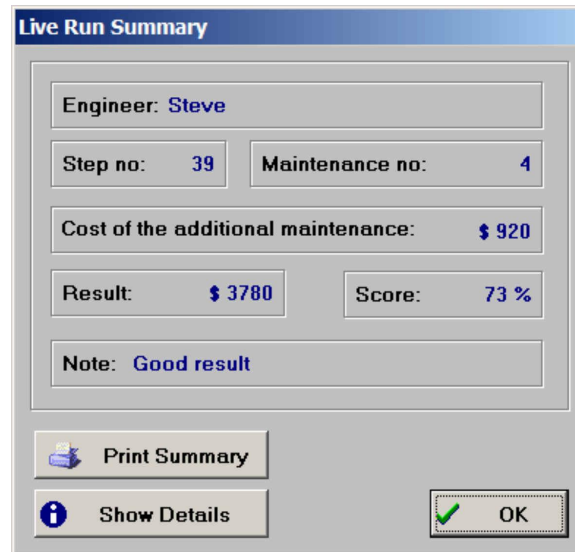 Live Run Summary
Engineer: Steve
Step no: 39 Maintenance no: 4
Cost of the additional maintenance: $ 920
Result: $ 3780 Score: 73 %
Note: Good result
Print Summary
Show Details OK